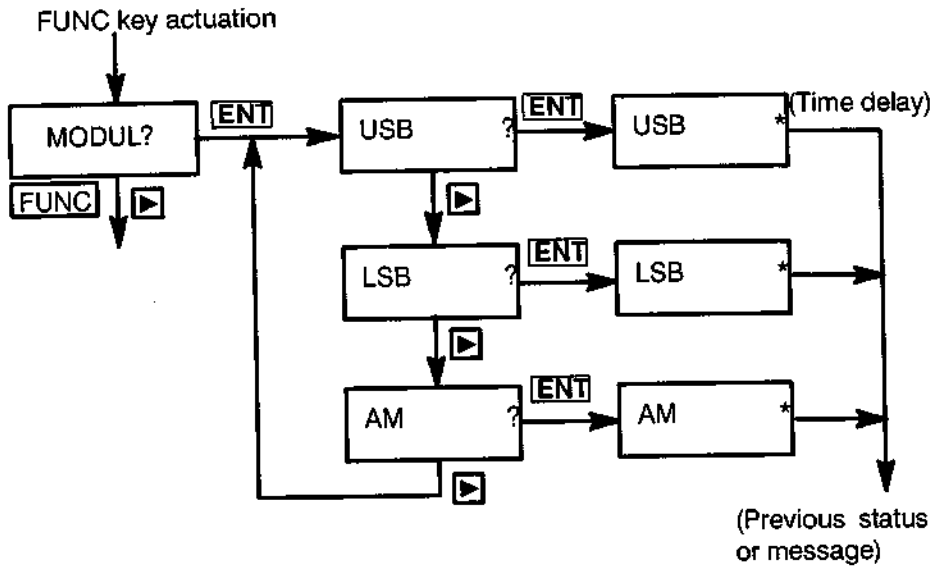 FUNC key actuation
MODUL?
ENT
USB ?
ENT
USB *
(Time delay)
FUNC
LSB ?
ENT
LSB *
AM ?
ENT
AM *
(Previous status
or message)